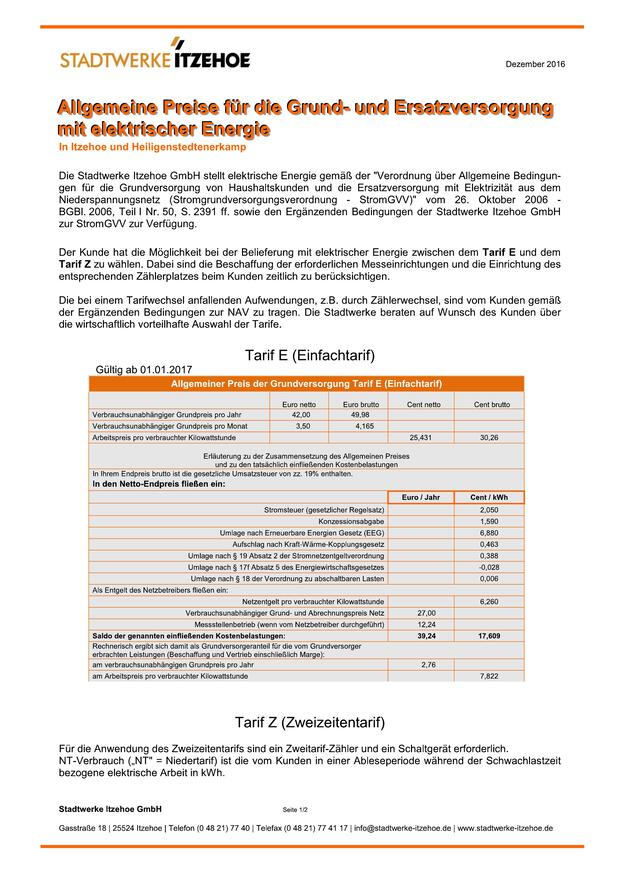 STADTWERKE ITZEHOE
Dezember 2016
Allgemeine Preise für die Grund- und Ersatzversorgung
mit elektrischer Energie
In Itzehoe und Heiligenstedtenerkamp
Die Stadtwerke Itzehoe GmbH stellt elektrische Energie gemäß der "Verordnung über Allgemeine Bedingun-
gen für die Grundversorgung von Haushaltskunden und die Ersatzversorgung mit Elektrizität aus dem
Niederspannungsnetz (Stromgrundversorgungsverordnung - StromGVV)" vom 26. Oktober 2006 -
BGBl. 2006, Teil I Nr. 50, S. 2391 ff. sowie den Ergänzenden Bedingungen der Stadtwerke Itzehoe GmbH
zur StromGVV zur Verfügung.
Der Kunde hat die Möglichkeit bei der Belieferung mit elektrischer Energie zwischen dem Tarif E und dem
Tarif Z zu wählen. Dabei sind die Beschaffung der erforderlichen Messeinrichtungen und die Einrichtung des
entsprechenden Zählerplatzes beim Kunden zeitlich zu berücksichtigen.
Die bei einem Tarifwechsel anfallenden Aufwendungen, z.B. durch Zählerwechsel, sind vom Kunden gemäß
der Ergänzenden Bedingungen zur NAV zu tragen. Die Stadtwerke beraten auf Wunsch des Kunden über
die wirtschaftlich vorteilhafte Auswahl der Tarife.
Tarif E (Einfachtarif)
Gültig ab 01.01.2017
Allgemeiner Preis der Grundversorgung Tarif E (Einfachtarif)
Euro netto Euro brutto Cent netto Cent brutto
Verbrauchsunabhängiger Grundpreis pro Jahr 42,00 49,98
Verbrauchsunabhängiger Grundpreis pro Monat 3,50 4,165
Arbeitspreis pro verbrauchter Kilowattstunde 25,431 30,26
Erläuterung zu der Zusammensetzung des Allgemeinen Preises
und zu den tatsächlich einfließenden Kostenbelastungen
In Ihrem Endpreis brutto ist die gesetzliche Umsatzsteuer von zz. 19% enthalten.
In den Netto-Endpreis fließen ein:
Euro / Jahr Cent / kWh
Stromsteuer (gesetzlicher Regelsatz) 2,050
Konzessionsabgabe 1,590
Umlage nach Erneuerbare Energien Gesetz (EEG) 6,880
Aufschlag nach Kraft-Wärme-Kopplungsgesetz 0,463
Umlage nach § 19 Absatz 2 der Stromnetzentgeltverordnung 0,388
Umlage nach § 17f Absatz 5 des Energiewirtschaftsgesetzes -0,028
Umlage nach § 18 der Verordnung zu abschaltbaren Lasten 0,006
Als Entgelt des Netzbetreibers fließen ein:
Netzentgelt pro verbrauchter Kilowattstunde 6,260
Verbrauchsunabhängiger Grund- und Abrechnungspreis Netz 27,00
Messstellenbetrieb (wenn vom Netzbetreiber durchgeführt) 12,24
Saldo der genannten einfließenden Kostenbelastungen: 39,24 17,609
Rechnerisch ergibt sich damit als Grundversorgeranteil für die vom Grundversorger
erbrachten Leistungen (Beschaffung und Vertrieb einschließlich Marge):
am verbrauchsunabhängigen Grundpreis pro Jahr 2,76
am Arbeitspreis pro verbrauchter Kilowattstunde 7,822
Tarif Z (Zweizeitentarif)
Für die Anwendung des Zweizeitentarifs sind ein Zweitarif-Zähler und ein Schaltgerät erforderlich.
NT-Verbrauch („NT" = Niedertarif) ist die vom Kunden in einer Ableseperiode während der Schwachlastzeit
bezogene elektrische Arbeit in kWh.
Stadtwerke Itzehoe GmbH
Seite 1/2
Gasstraße 18 | 25524 Itzehoe | Telefon (0 48 21) 77 40 | Telefax (0 48 21) 77 41 17 | info@stadtwerke-itzehoe.de | www.stadtwerke-itzehoe.de